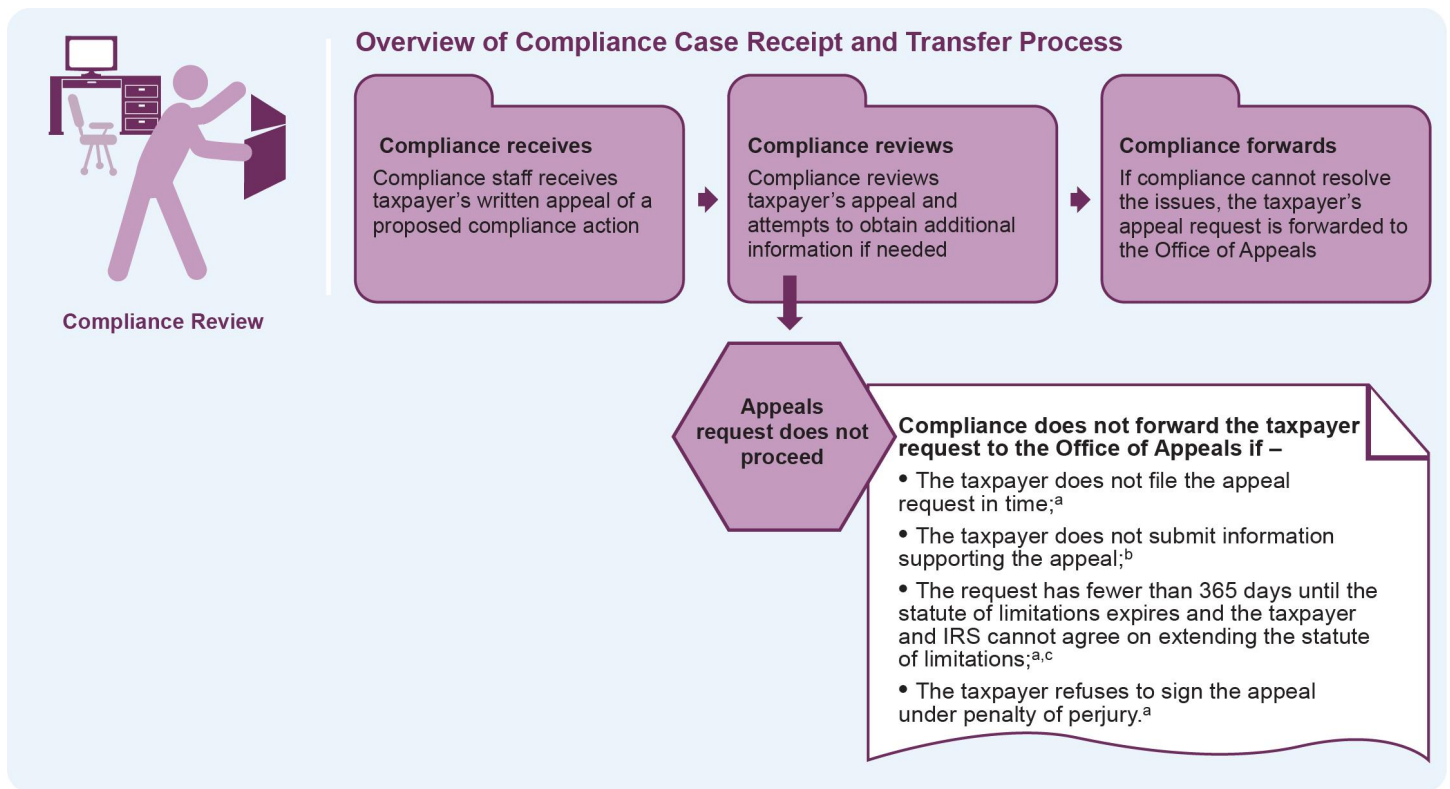 Overview of Compliance Case Receipt and Transfer Process
Compliance Review
Compliance receives
Compliance staff receives
taxpayer’s written appeal of a
proposed compliance action
Compliance reviews
Compliance reviews
taxpayer’s appeal and
attempts to obtain additional
information if needed
Compliance forwards
If compliance cannot resolve
the issues, the taxpayer’s
appeal request is forwarded to
the Office of Appeals
Appeals
request does not
proceed
Compliance does not forward the taxpayer
request to the Office of Appeals if –
• The taxpayer does not file the appeal
request in time;ᵃ
• The taxpayer does not submit information
supporting the appeal;ᵇ
• The request has fewer than 365 days until the
statute of limitations expires and the taxpayer
and IRS cannot agree on extending the statute
of limitations;ᵃ,ᶜ
• The taxpayer refuses to sign the appeal
under penalty of perjury.ᵃ